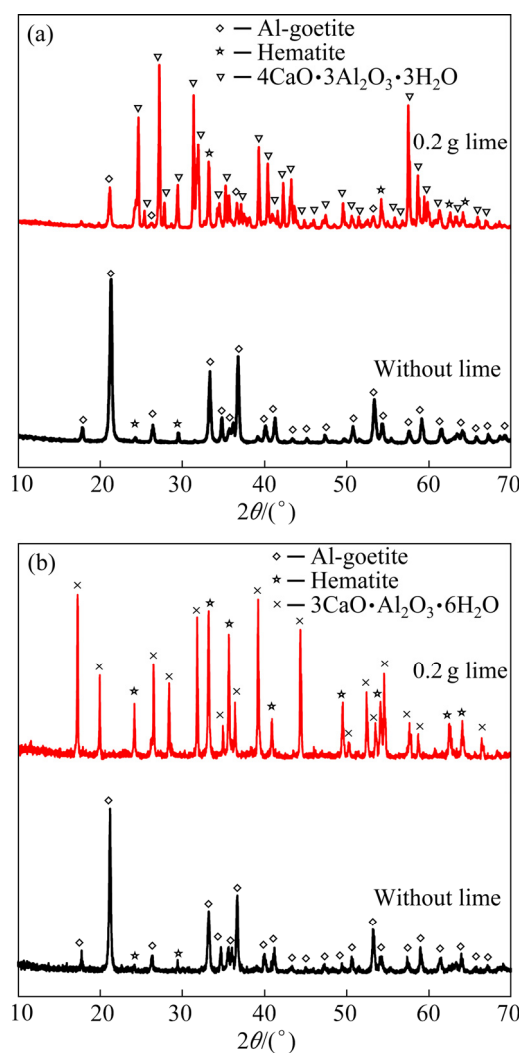 (a)
◇ — Al-goetite
☆ — Hematite
▽ — 4CaO•3Al₂O₃•3H₂O
0.2 g lime
Without lime
10 20 30 40 50 60 70
2θ/(°)
(b)
◇ — Al-goetite
☆ — Hematite
× — 3CaO•Al₂O₃•6H₂O
0.2 g lime
Without lime
10 20 30 40 50 60 70
2θ/(°)